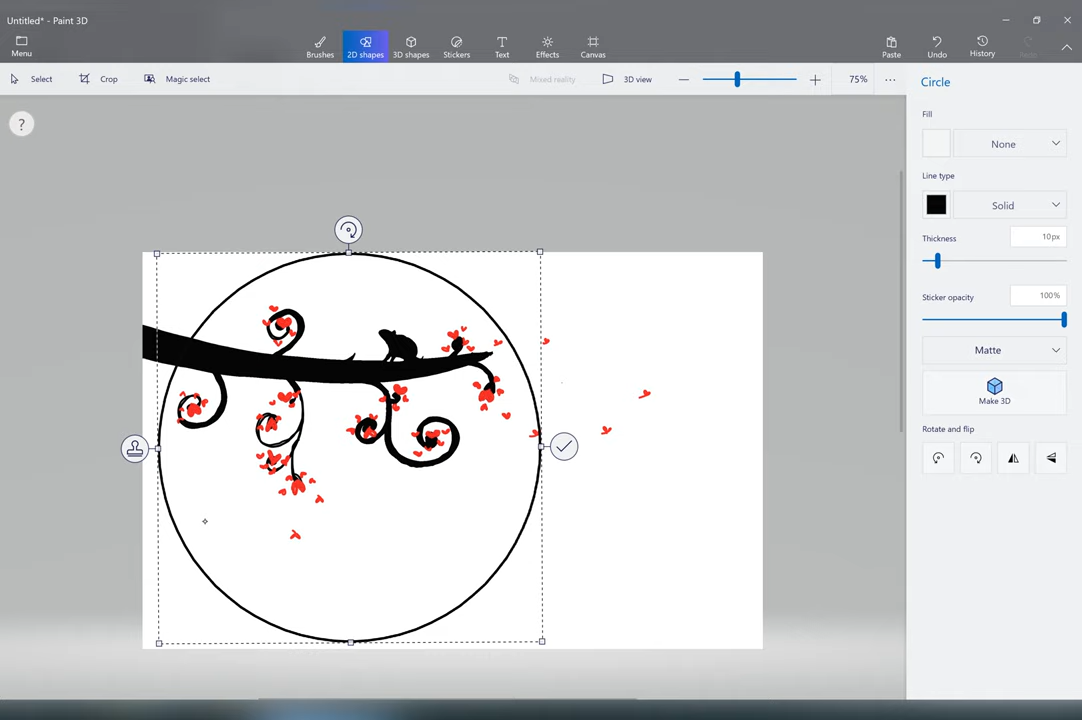 Untitled* - Paint 3D
Menu
Brushes
2D shapes
3D shapes
Stickers
Text
Effects
Canvas
Paste
Undo
History
Select
Crop
Magic select
Mixed reality
3D view
75%
?
Circle
Fill
None
Line type
Solid
Thickness
10px
Sticker opacity
100%
Matte
Make 3D
Rotate and flip